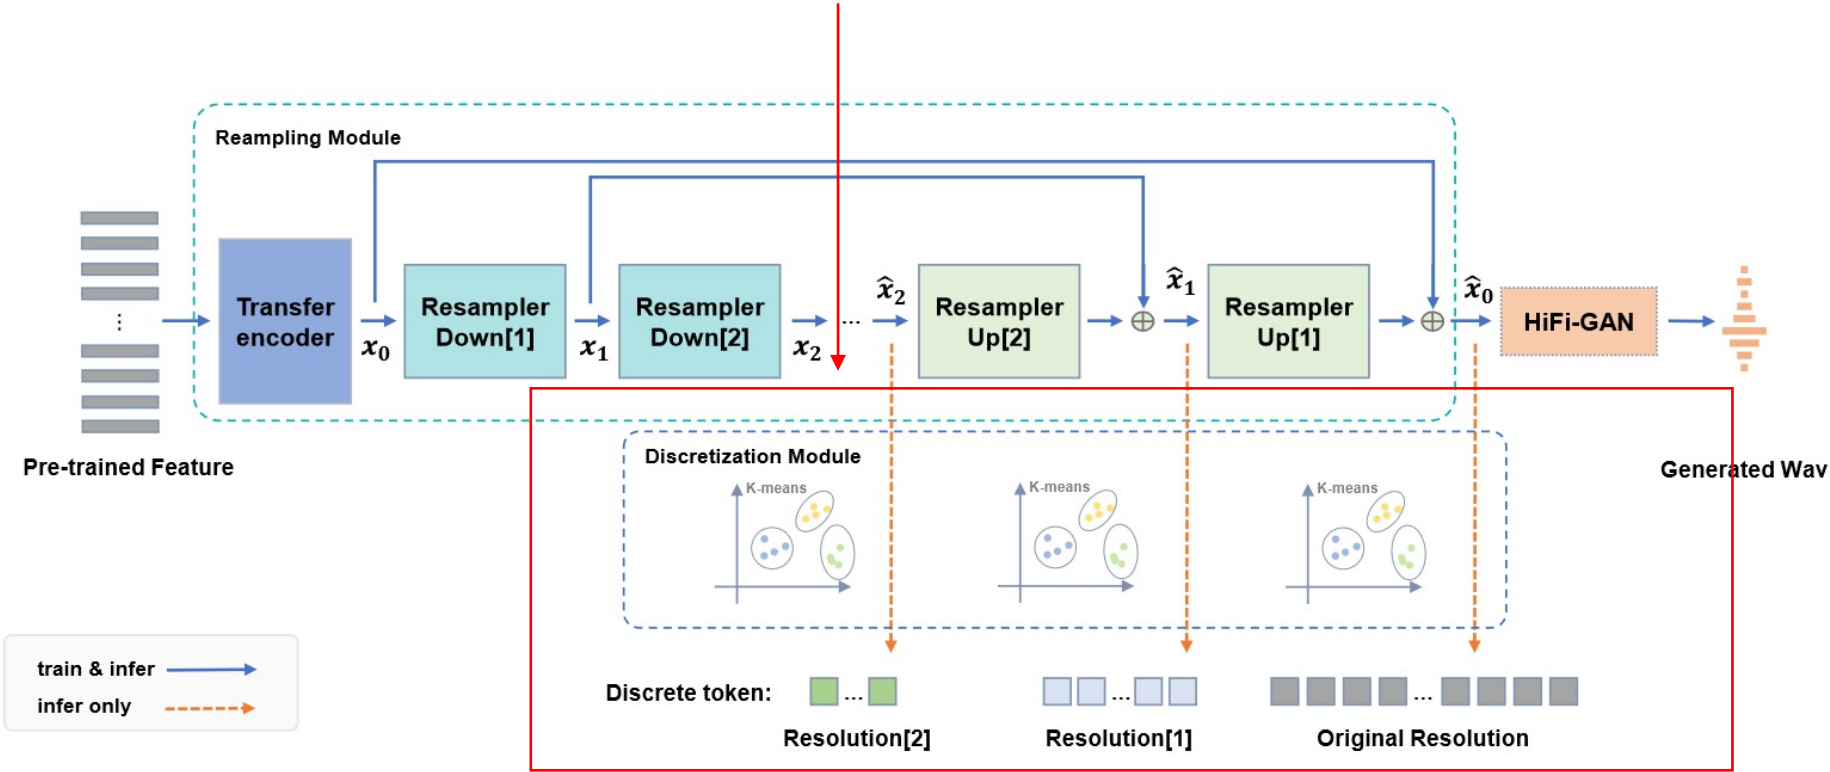 Reampling Module
Transfer
encoder
x₀
Resampler
Down[1]
x₁
Resampler
Down[2]
x₂
...
x̂₂
Resampler
Up[2]
x̂₁
Resampler
Up[1]
x̂₀
HiFi-GAN
Pre-trained Feature
Generated Wav
Discretization Module
K-means
K-means
K-means
train & infer
infer only
Discrete token:
...
...
...
Resolution[2]
Resolution[1]
Original Resolution